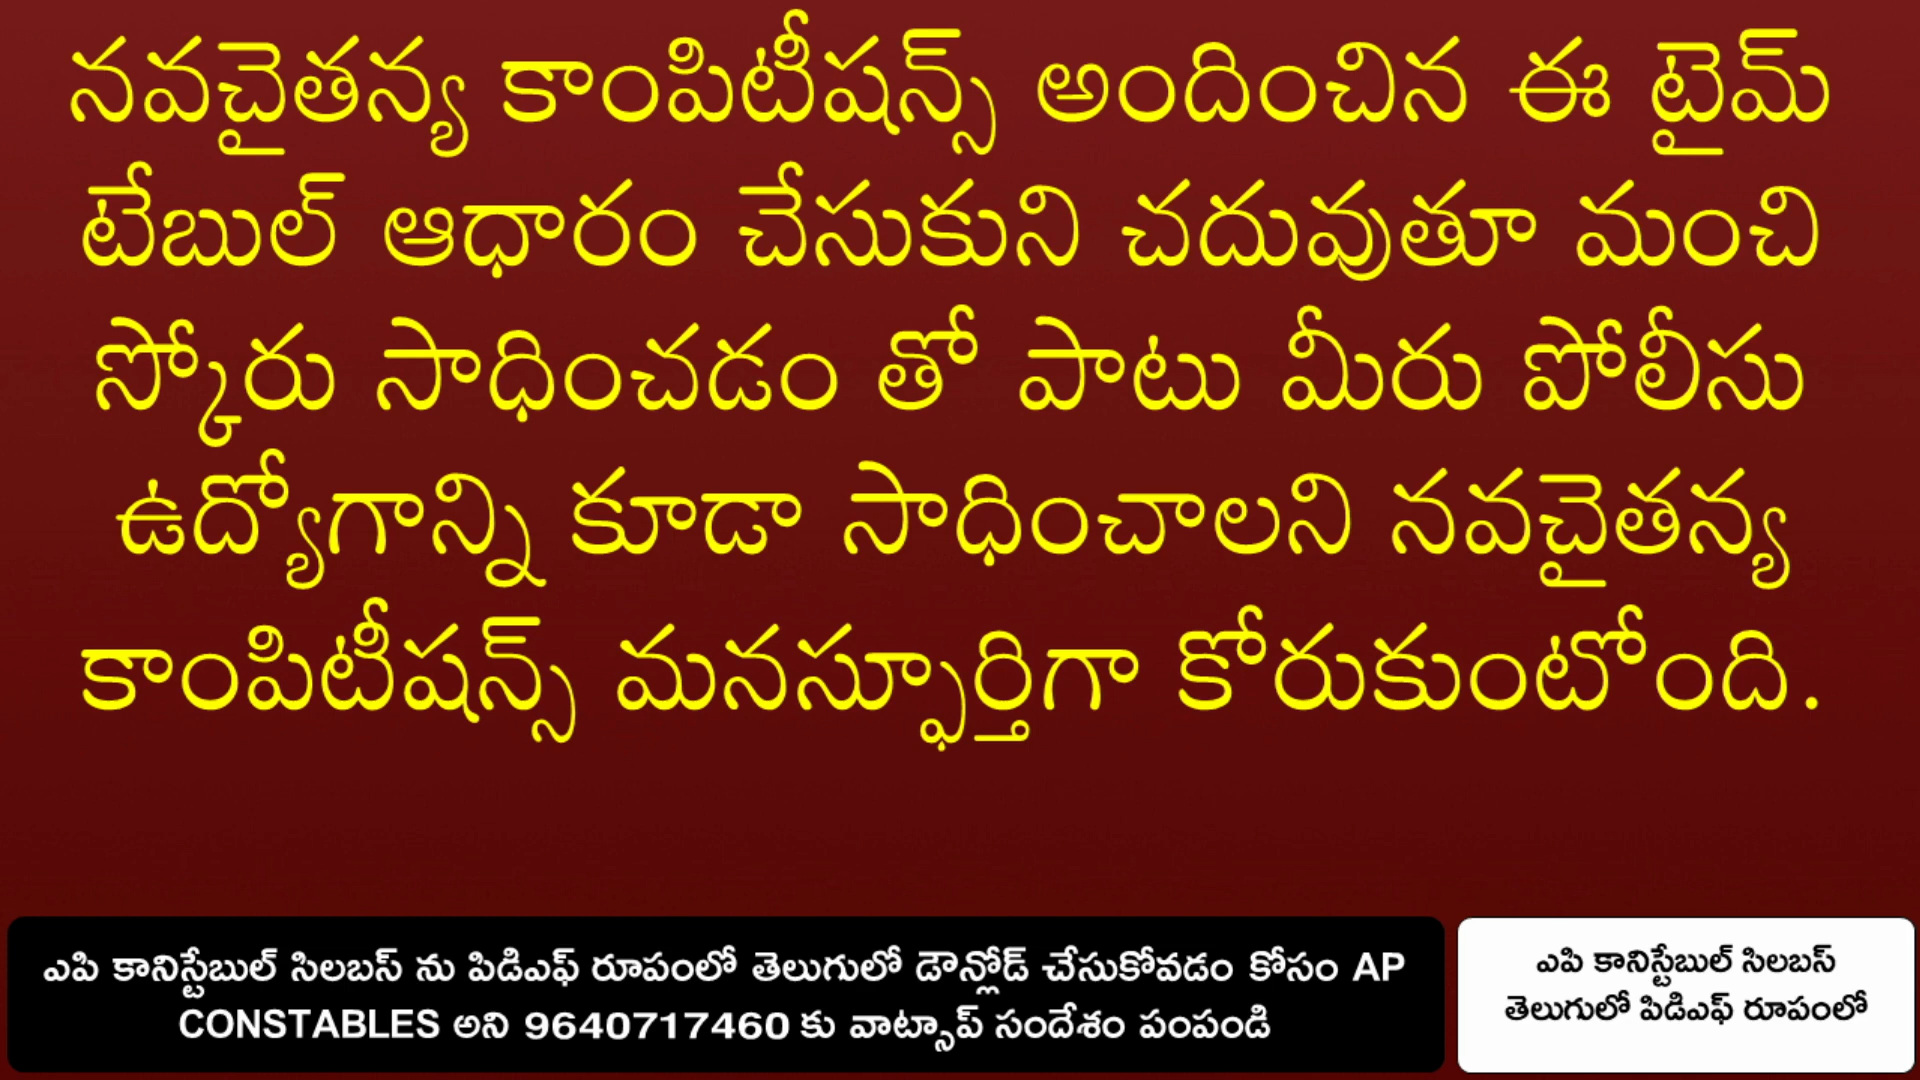 నవచైతన్య కాంపిటీషన్స్ అందించిన ఈ టైమ్
టేబుల్ ఆధారం చేసుకుని చదువుతూ మంచి
స్కోరు సాధించడం తో పాటు మీరు పోలీసు
ఉద్యోగాన్ని కూడా సాధించాలని నవచైతన్య
కాంపిటీషన్స్ మనస్ఫూర్తిగా కోరుకుంటోంది.
ఎపి కానిస్టేబుల్ సిలబస్ ను పిడిఎఫ్ రూపంలో తెలుగులో డౌన్లోడ్ చేసుకోవడం కోసం AP
CONSTABLES అని 9640717460 కు వాట్సాప్ సందేశం పంపండి
ఎపి కానిస్టేబుల్ సిలబస్
తెలుగులో పిడిఎఫ్ రూపంలో